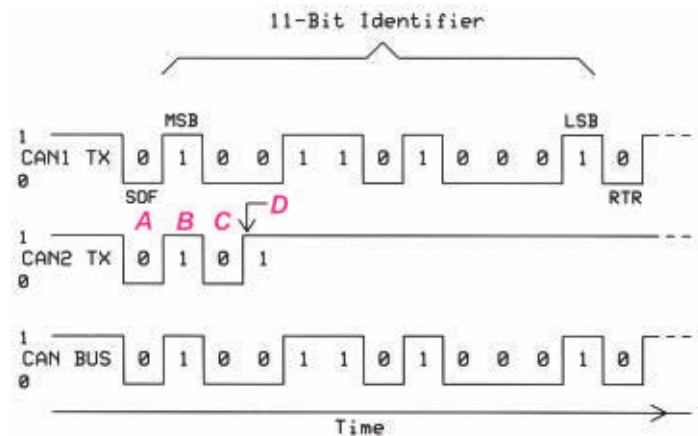 11-Bit Identifier
MSB LSB
1
CAN1 TX 0 1 0 0 1 1 0 1 0 0 0 1 0
0
SOF RTR
A B C D
1
CAN2 TX 0 1 0 1
0
1
CAN BUS 0 1 0 0 1 1 0 1 0 0 0 1 0
0
Time